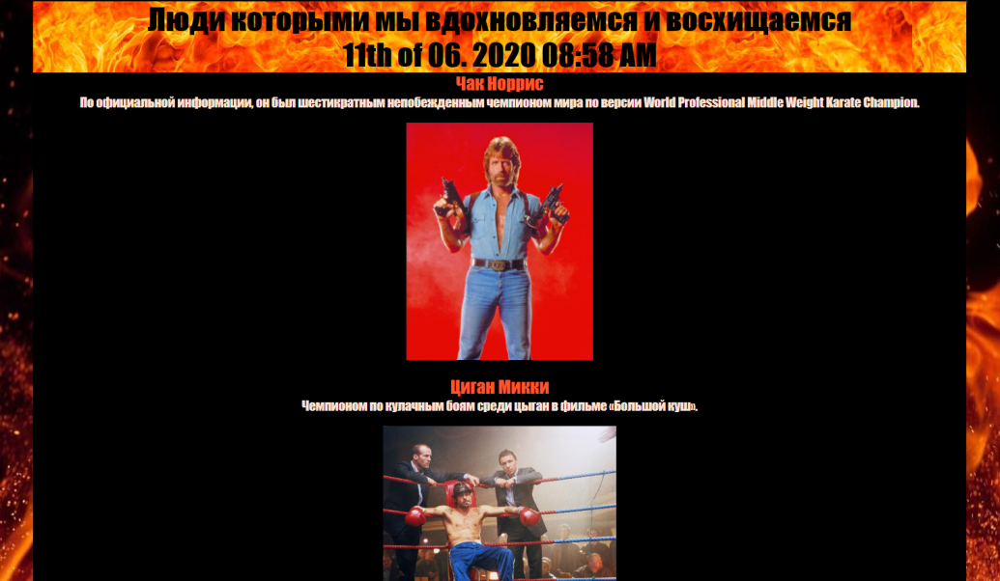 Люди которыми мы вдохновляемся и восхищаемся
11th of 06. 2020 08:58 AM
Чак Норрис
По официальной информации, он был шестикратным непобежденным чемпионом мира по версии World Professional Middle Weight Karate Champion.
Циган Микки
Чемпионом по кулачным боям среди цыган в фильме «Большой куш».